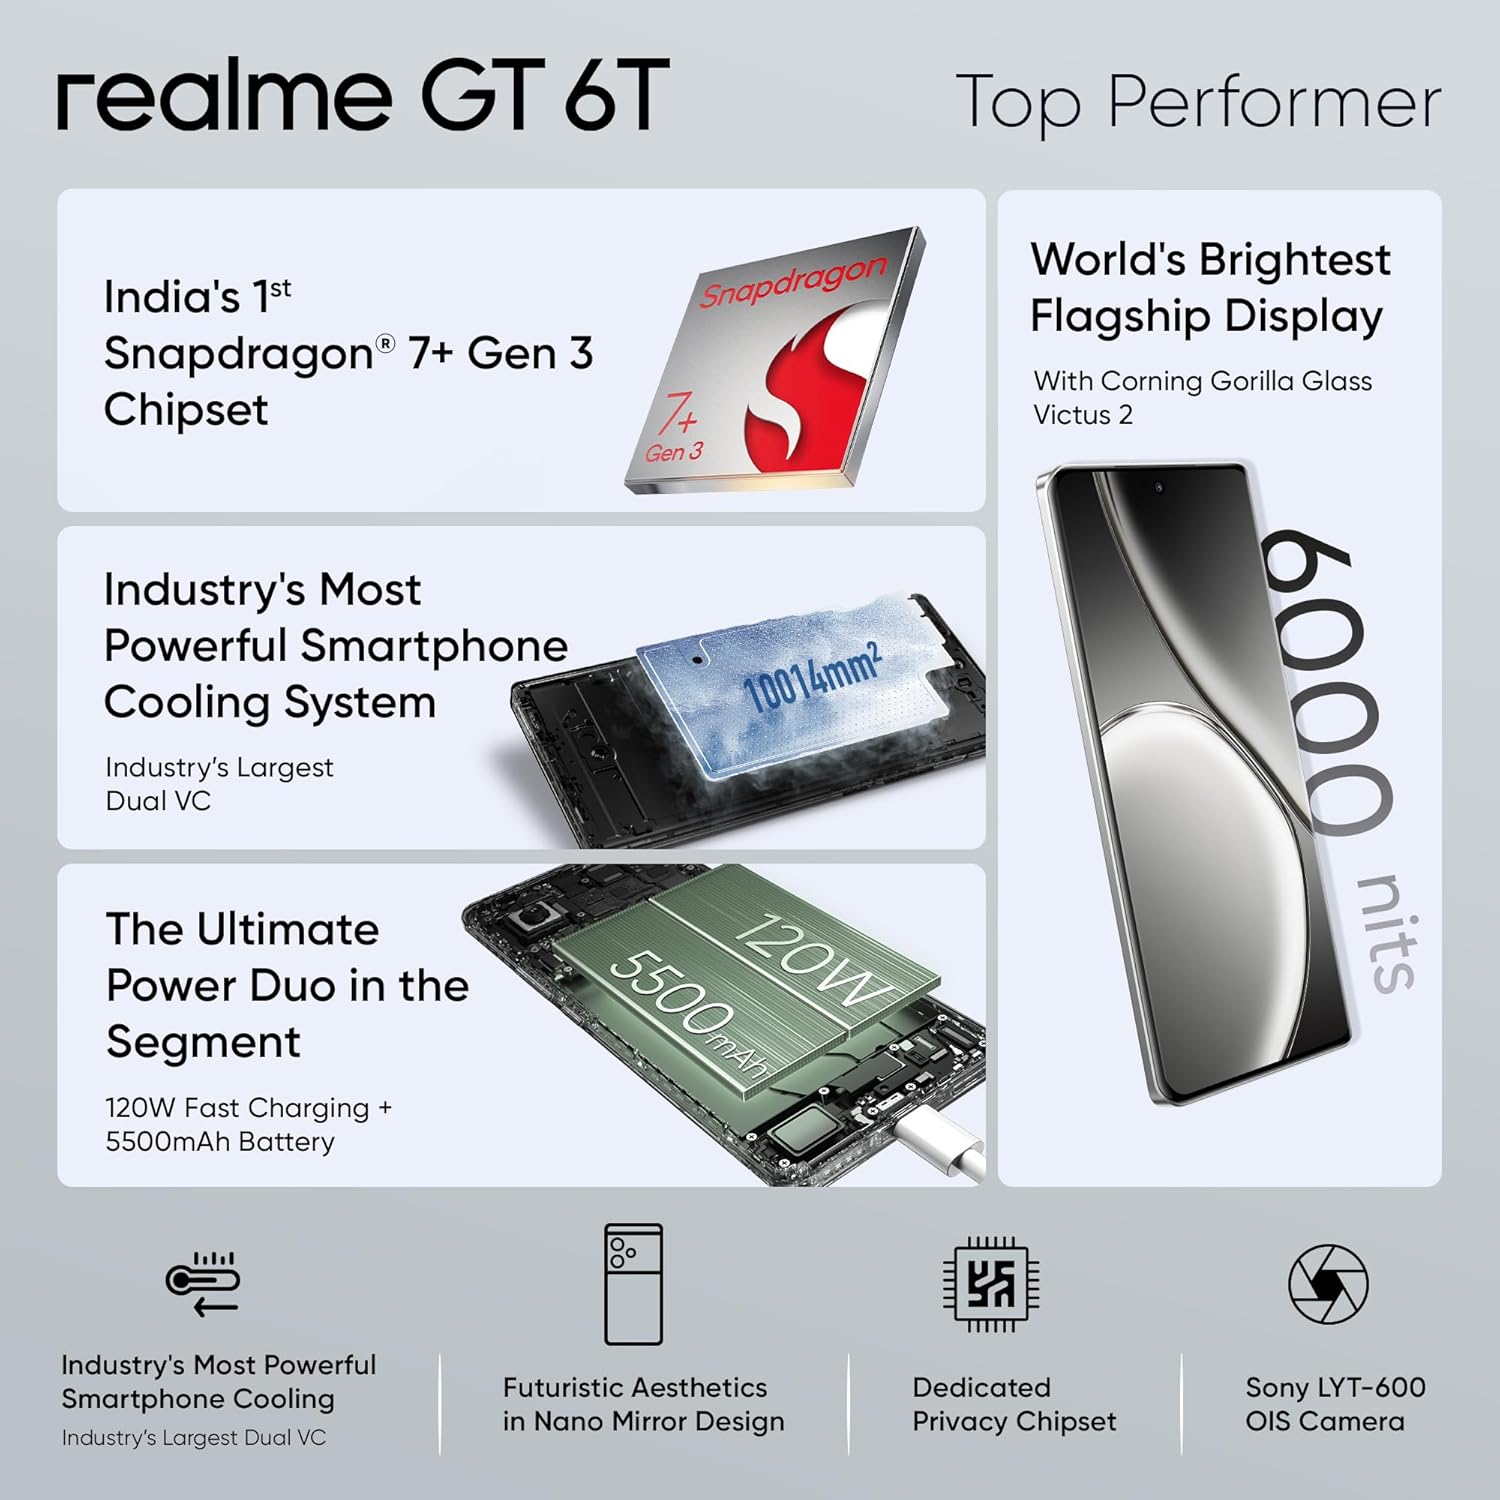 realme GT 6T
Top Performer
India's 1st
Snapdragon® 7+ Gen 3
Chipset
Snapdragon
7+
Gen 3
Industry's Most
Powerful Smartphone
Cooling System
Industry's Largest
Dual VC
10014mm²
The Ultimate
Power Duo in the
Segment
120W Fast Charging +
5500mAh Battery
120W
5500mAh
World's Brightest
Flagship Display
With Corning Gorilla Glass
Victus 2
6000 nits
Industry's Most Powerful
Smartphone Cooling
Industry's Largest Dual VC
Futuristic Aesthetics
in Nano Mirror Design
Dedicated
Privacy Chipset
Sony LYT-600
OIS Camera